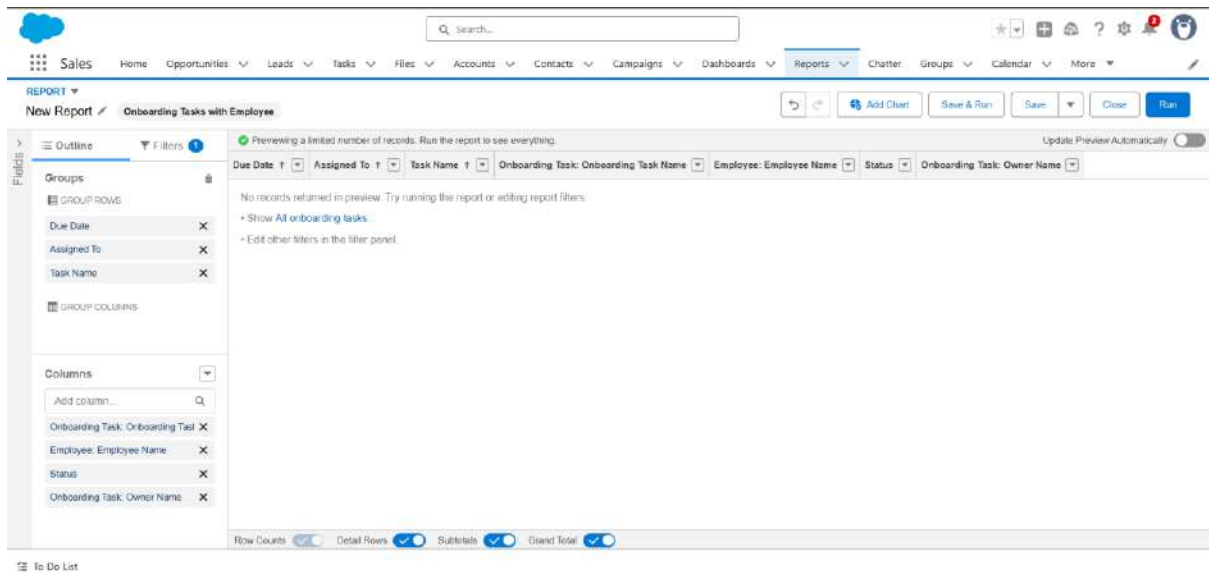 Search...
2
Sales Home Opportunities Leads Tasks Files Accounts Contacts Campaigns Dashboards Reports Chatter Groups Calendar More
REPORT
New Report Onboarding Tasks with Employee
Add Chart Save & Run Save Close Run
Fields
Outline Filters 1
Previewing a limited number of records. Run the report to see everything.
Update Preview Automatically
Groups
GROUP ROWS
Due Date
Assigned To
Task Name
GROUP COLUMNS
Due Date Assigned To Task Name Onboarding Task: Onboarding Task Name Employee: Employee Name Status Onboarding Task: Owner Name
No records returned in preview. Try running the report or editing report filters.
• Show All onboarding tasks.
• Edit other filters in the filter panel.
Columns
Add column...
Onboarding Task: Onboarding Tasl
Employee: Employee Name
Status
Onboarding Task: Owner Name
Row Counts Detail Rows Subtotals Grand Total
To Do List